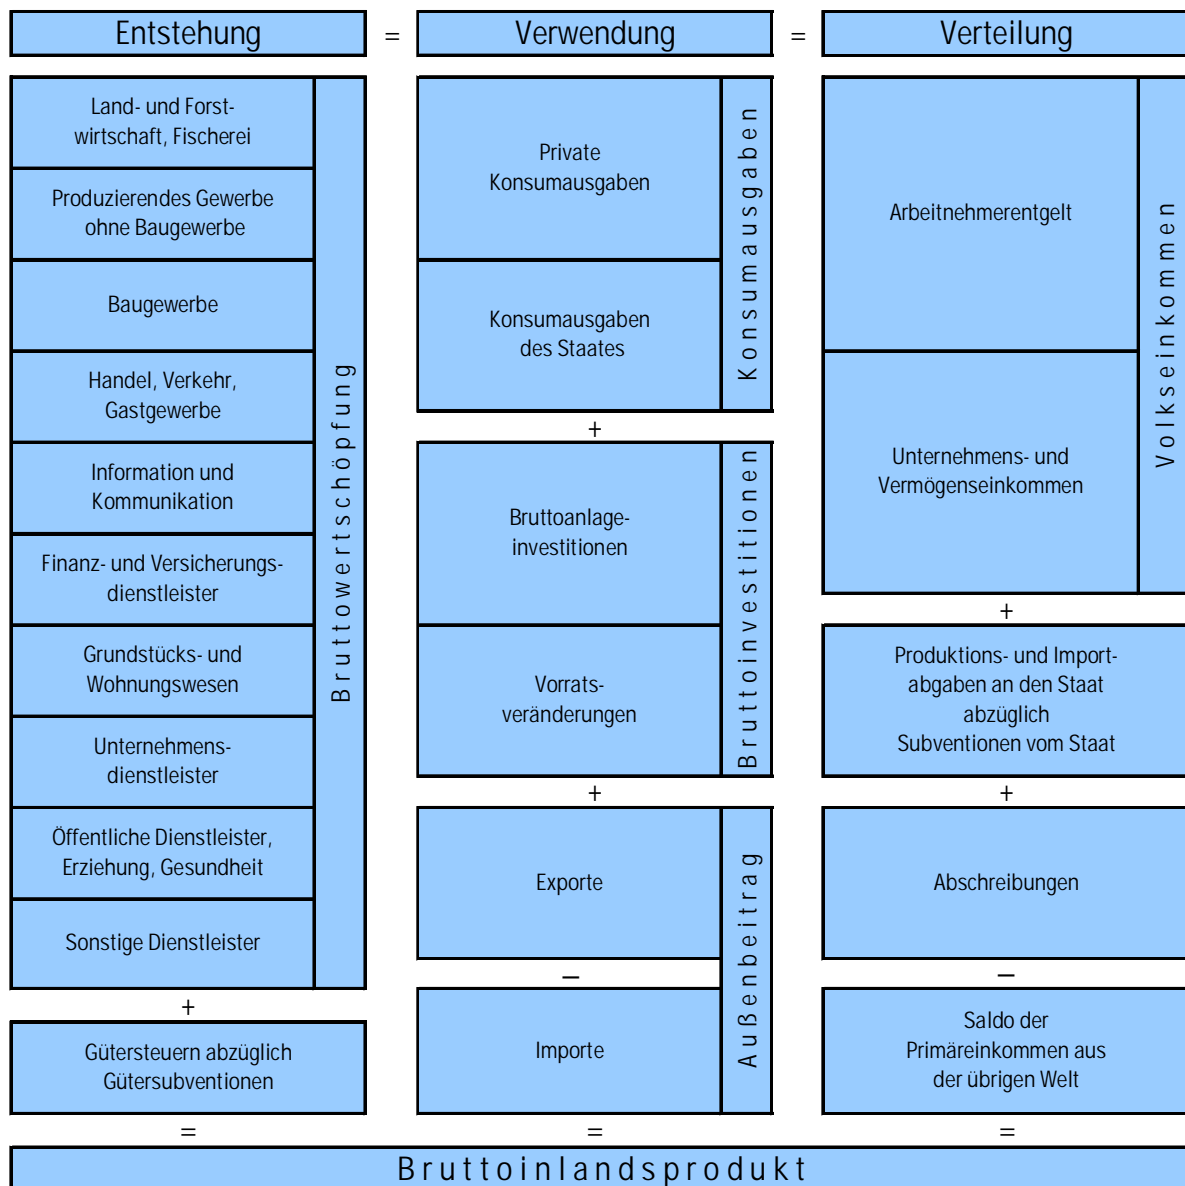 Entstehung = Verwendung = Verteilung
Land- und Forst-
wirtschaft, Fischerei
Produzierendes Gewerbe
ohne Baugewerbe
Baugewerbe
Handel, Verkehr,
Gastgewerbe
Information und
Kommunikation
Finanz- und Versicherungs-
dienstleister
Grundstücks- und
Wohnungswesen
Unternehmens-
dienstleister
Öffentliche Dienstleister,
Erziehung, Gesundheit
Sonstige Dienstleister
Bruttowertschöpfung
+
Gütersteuern abzüglich
Gütersubventionen
=
Private
Konsumausgaben
Konsumausgaben
des Staates
Konsumausgaben
+
Bruttoanlage-
investitionen
Vorrats-
veränderungen
Bruttoinvestitionen
+
Exporte
–
Importe
Außenbeitrag
=
Arbeitnehmerentgelt
Unternehmens- und
Vermögenseinkommen
Volkseinkommen
+
Produktions- und Import-
abgaben an den Staat
abzüglich
Subventionen vom Staat
+
Abschreibungen
–
Saldo der
Primäreinkommen aus
der übrigen Welt
=
Bruttoinlandsprodukt